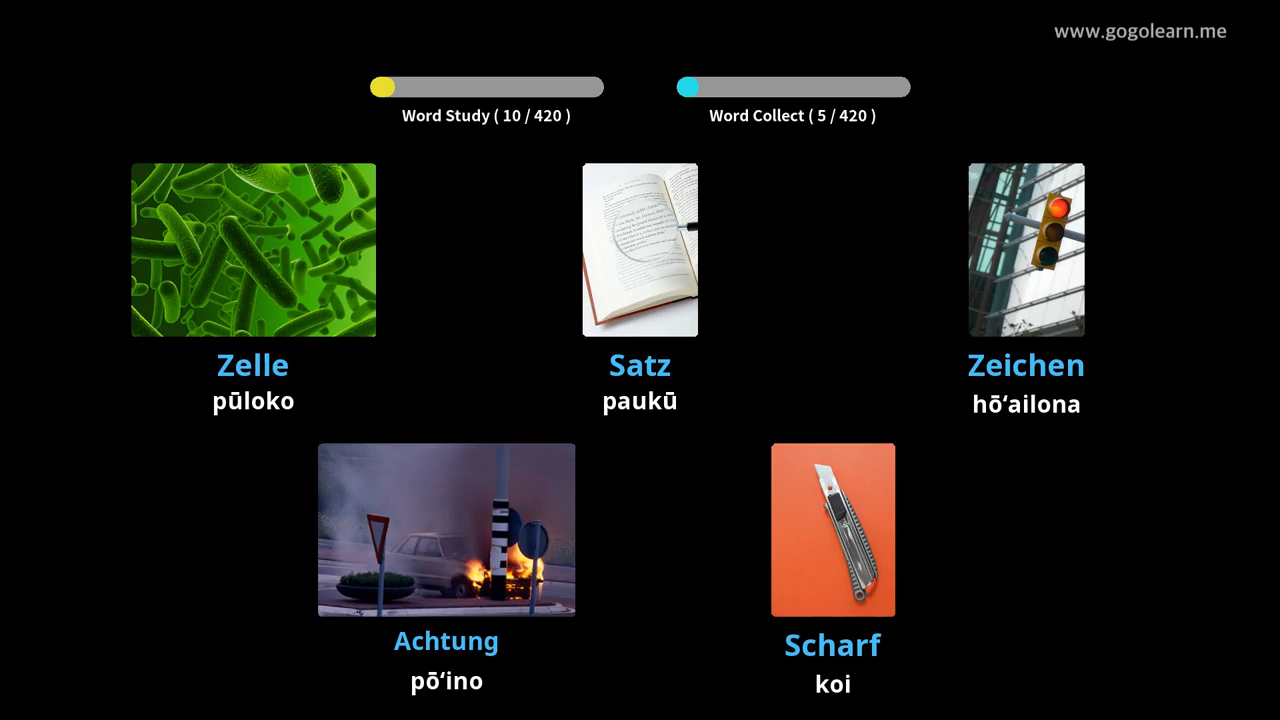 www.gogolearn.me
Word Study ( 10 / 420 )
Word Collect ( 5 / 420 )
Zelle
pūloko
Satz
paukū
Zeichen
hōʻailona
Achtung
pōʻino
Scharf
koi